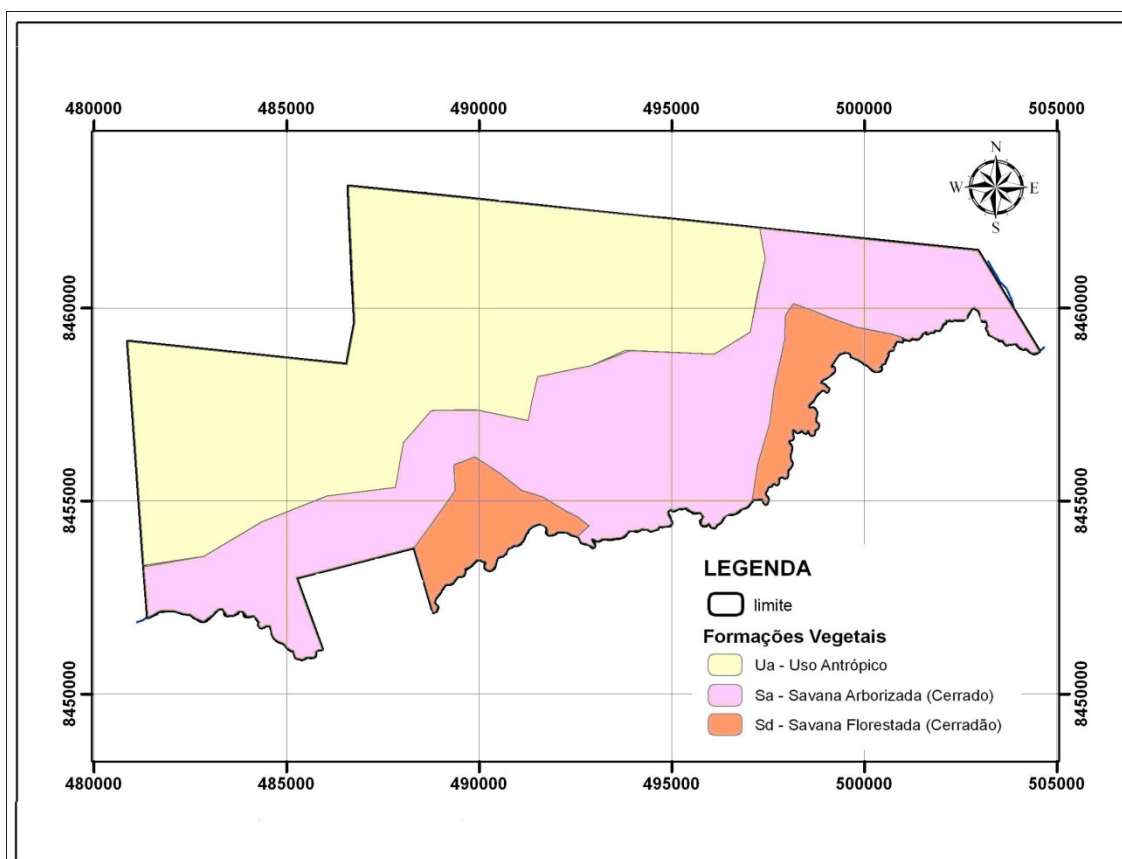 480000 485000 490000 495000 500000 505000
N
W E
S
8460000 8460000
8455000 8455000
LEGENDA
limite
Formações Vegetais
Ua - Uso Antrópico
Sa - Savana Arborizada (Cerrado)
Sd - Savana Florestada (Cerradão)
8450000 8450000
480000 485000 490000 495000 500000 505000